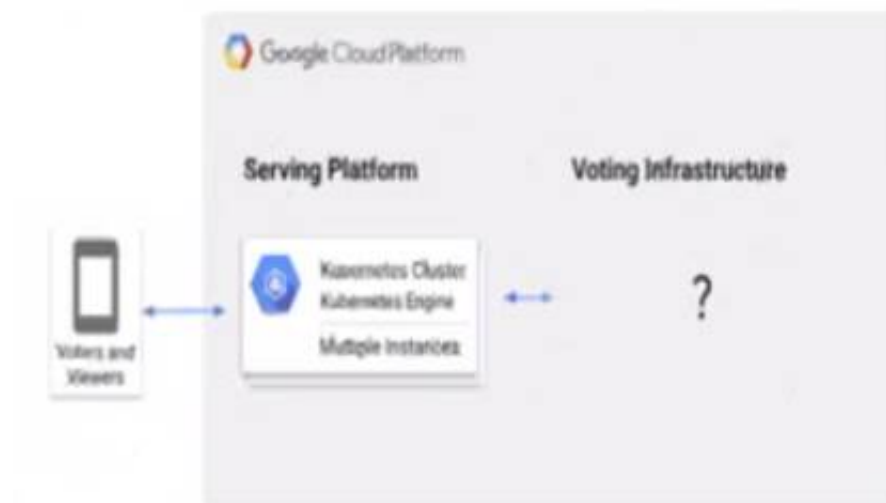 Google Cloud Platform
Serving Platform
Voting Infrastructure
Kubernetes Cluster
Kubernetes Engine
Multiple Instances
?
Voters and
Viewers